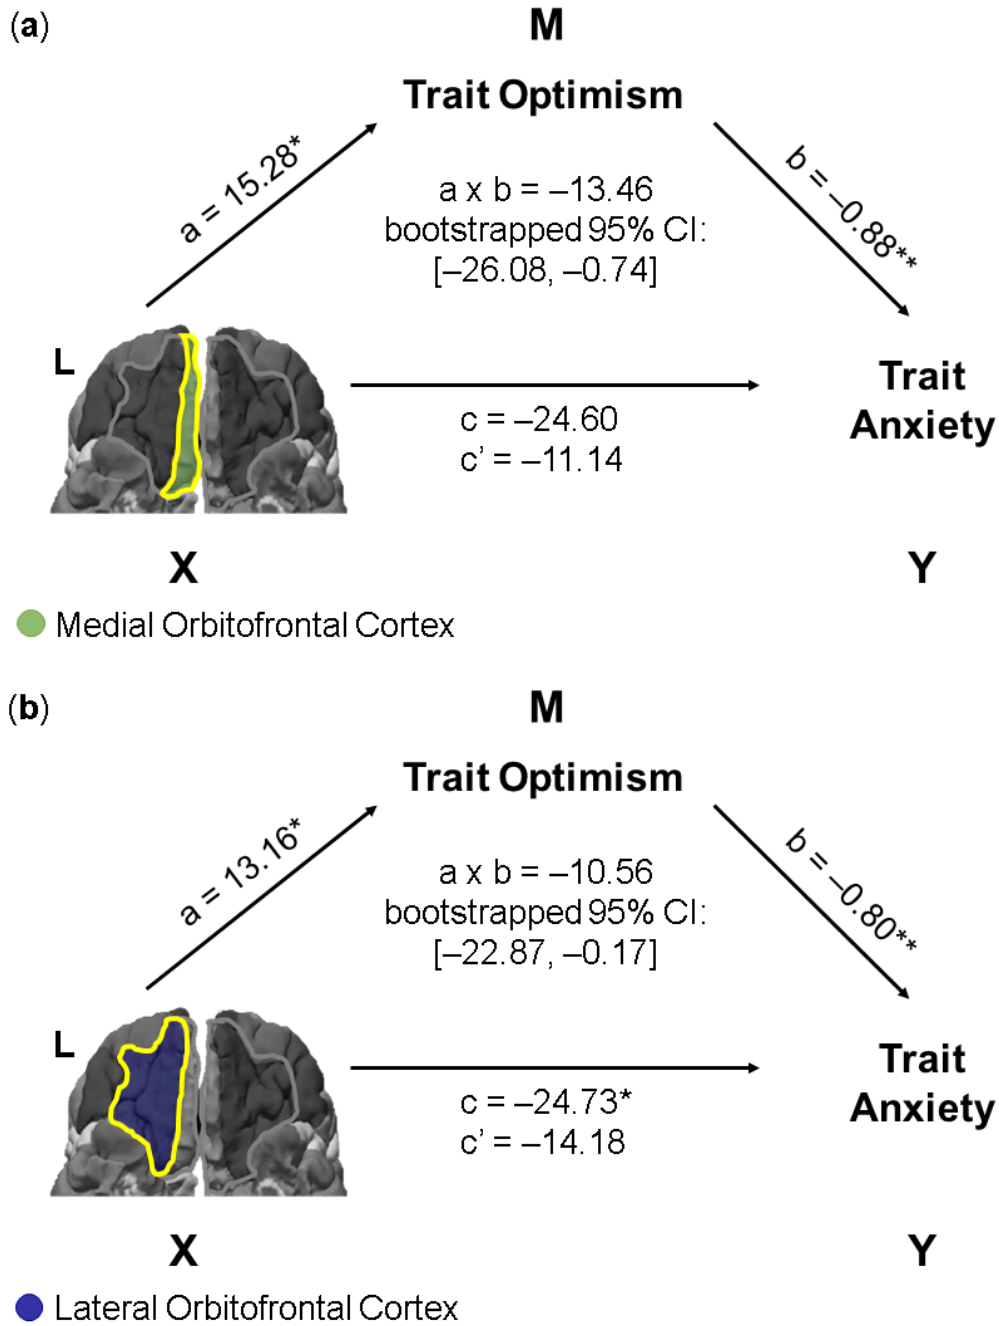 (a)
M
Trait Optimism
a = 15.28*
b = –0.88**
a x b = –13.46
bootstrapped 95% CI:
[–26.08, –0.74]
L
c = –24.60
c’ = –11.14
Trait
Anxiety
X
Y
Medial Orbitofrontal Cortex
(b)
M
Trait Optimism
a = 13.16*
b = –0.80**
a x b = –10.56
bootstrapped 95% CI:
[–22.87, –0.17]
L
c = –24.73*
c’ = –14.18
Trait
Anxiety
X
Y
Lateral Orbitofrontal Cortex